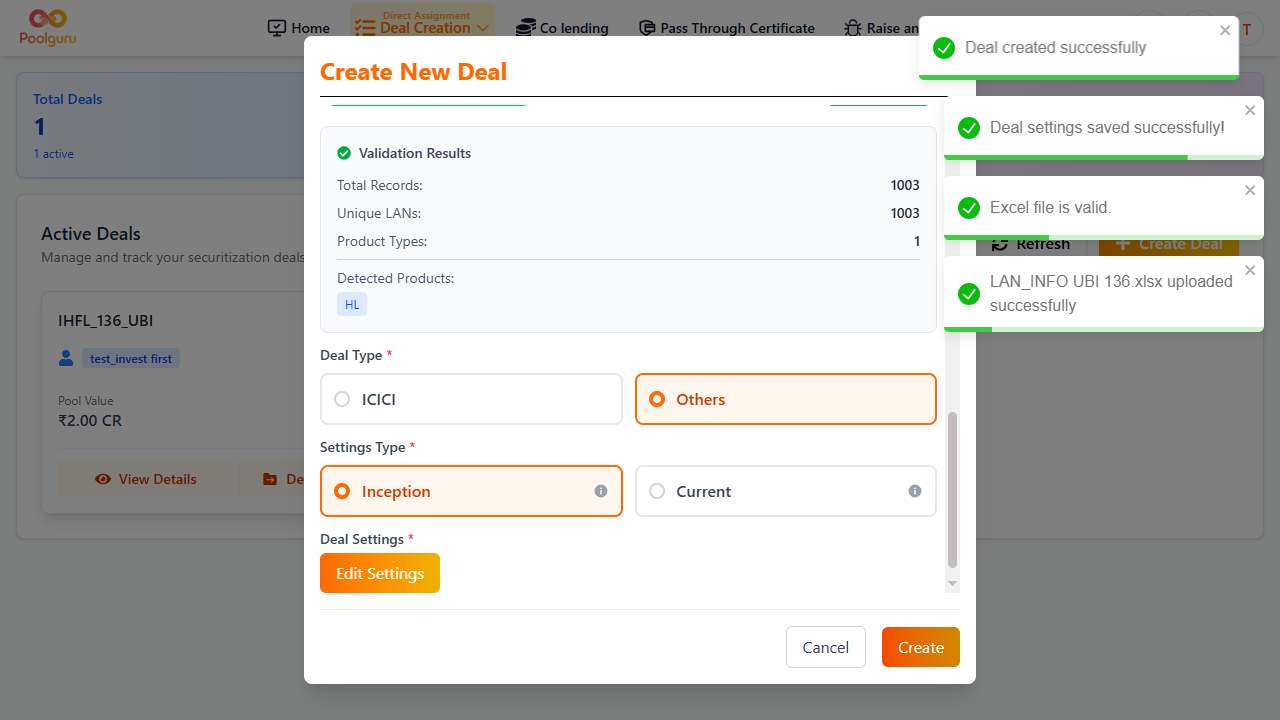 Poolguru
Home
Direct Assignment
Deal Creation
Co lending
Pass Through Certificate
Raise an
T
Deal created successfully
Deal settings saved successfully!
Excel file is valid.
LAN_INFO UBI 136.xlsx uploaded
successfully
Total Deals
1
1 active
Active Deals
Manage and track your securitization deals
Refresh
Create Deal
IHFL_136_UBI
test_invest first
Pool Value
₹2.00 CR
View Details
De
Create New Deal
Validation Results
Total Records: 1003
Unique LANs: 1003
Product Types: 1
Detected Products:
HL
Deal Type *
ICICI
Others
Settings Type *
Inception
Current
Deal Settings *
Edit Settings
Cancel
Create